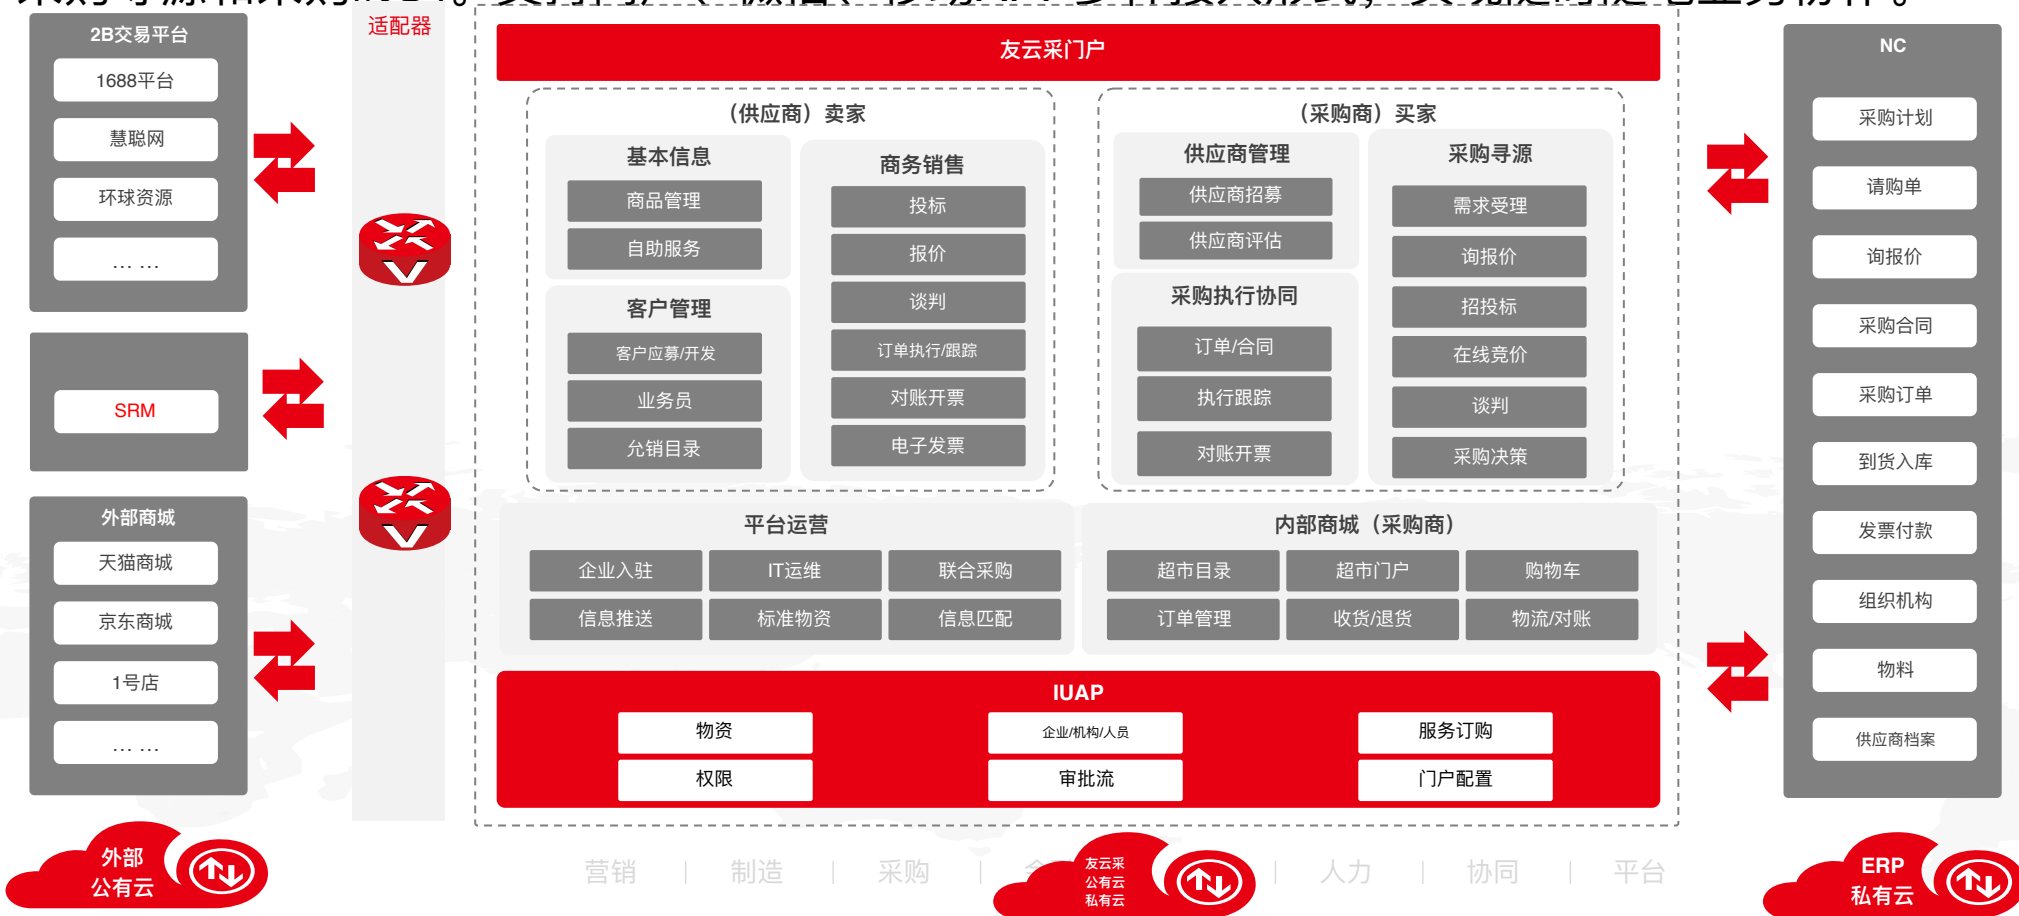 2B交易平台
1688平台
慧聪网
环球资源
... ...
SRM
外部商城
天猫商城
京东商城
1号店
... ...
外部
公有云
适配器
友云采门户
（供应商）卖家
基本信息
商品管理
自助服务
客户管理
客户应募/开发
业务员
允销目录
商务销售
投标
报价
谈判
订单执行/跟踪
对账开票
电子发票
（采购商）买家
供应商管理
供应商招募
供应商评估
采购执行协同
订单/合同
执行跟踪
对账开票
采购寻源
需求受理
询报价
招投标
在线竞价
谈判
采购决策
平台运营
企业入驻 IT运维 联合采购
信息推送 标准物资 信息匹配
内部商城（采购商）
超市目录 超市门户 购物车
订单管理 收货/退货 物流/对账
IUAP
物资 企业/机构/人员 服务订购
权限 审批流 门户配置
营销 | 制造 | 采购 | | 人力 | 协同 | 平台
友云采
公有云
私有云
NC
采购计划
请购单
询报价
采购合同
采购订单
到货入库
发票付款
组织机构
物料
供应商档案
ERP
私有云